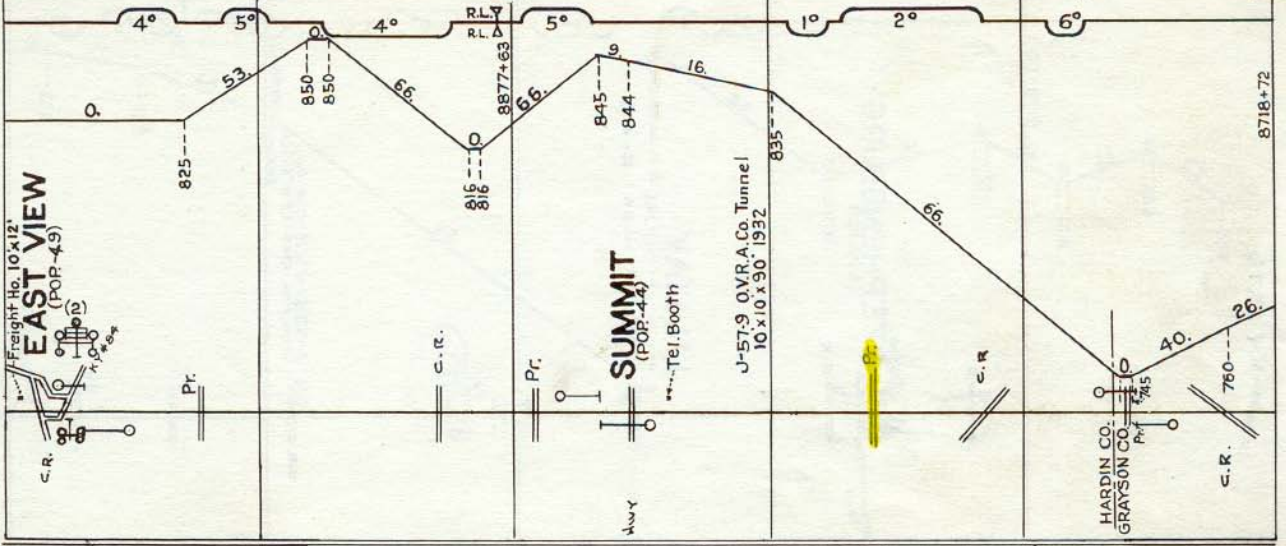 4° 5° 4° 5° 1° 2° 6°
R.L.
R.L.
0. 53. 0. 66. 0. 66. 9. 16. 66. 0. 40. 26.
825
850
850
816
816
8877+63
845
844
835
745
760
8718+72
Freight Ho. 10'x12'
EAST VIEW
(POP.-49)
(2)
C.R.
Pr.
C.R.
Pr.
SUMMIT
(POP.-44)
Tel. Booth
Hwy
J-57-9 O.V.R.A.Co. Tunnel
10'x10'x90' 1932
Pr.
C.R.
HARDIN CO.
GRAYSON CO.
Pr.
C.R.